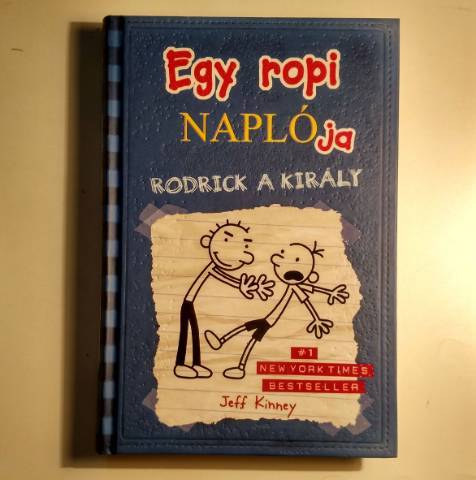 Egy ropi
NAPLÓja
RODRICK A KIRÁLY
#1
NEW YORK TIMES
BESTSELLER
Jeff Kinney